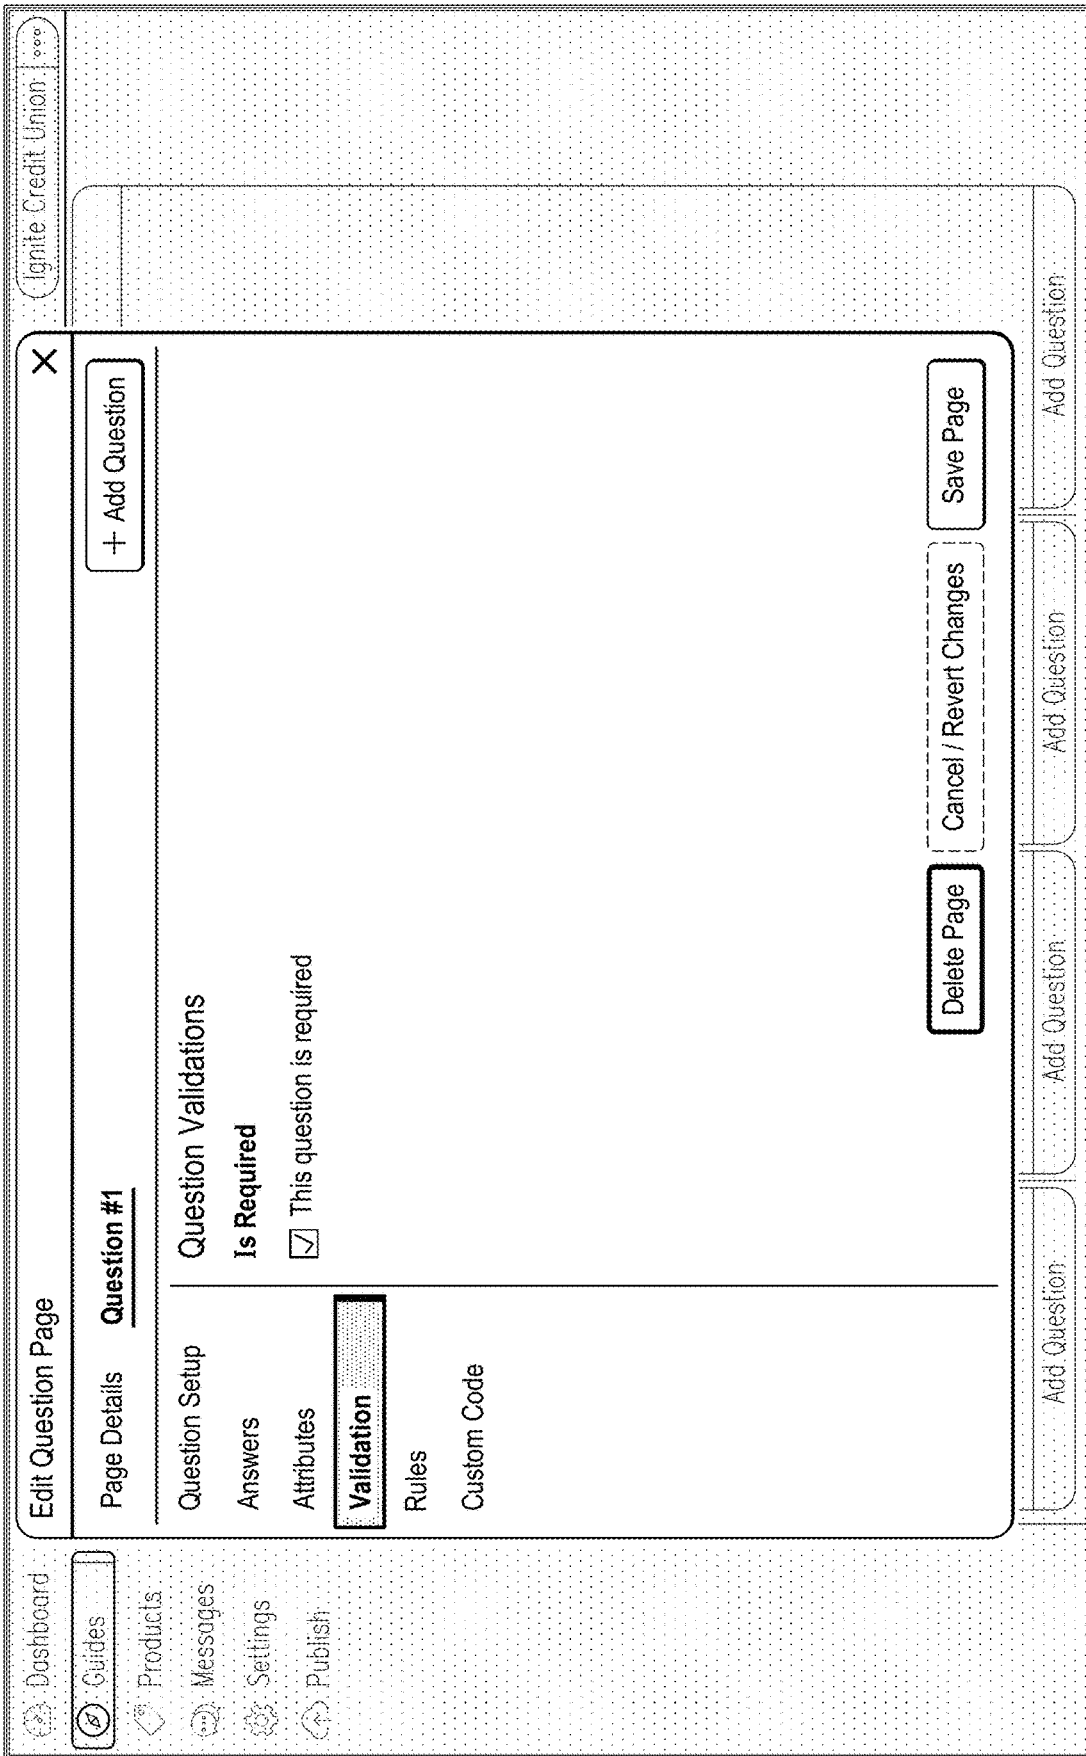 Dashboard
Guides
Products
Messages
Settings
Publish
Ignite Credit Union
Edit Question Page
Page Details
Question #1
+ Add Question
Question Setup
Answers
Attributes
Validation
Rules
Custom Code
Question Validations
Is Required
This question is required
Delete Page
Cancel / Revert Changes
Save Page
Add Question
Add Question
Add Question
Add Question